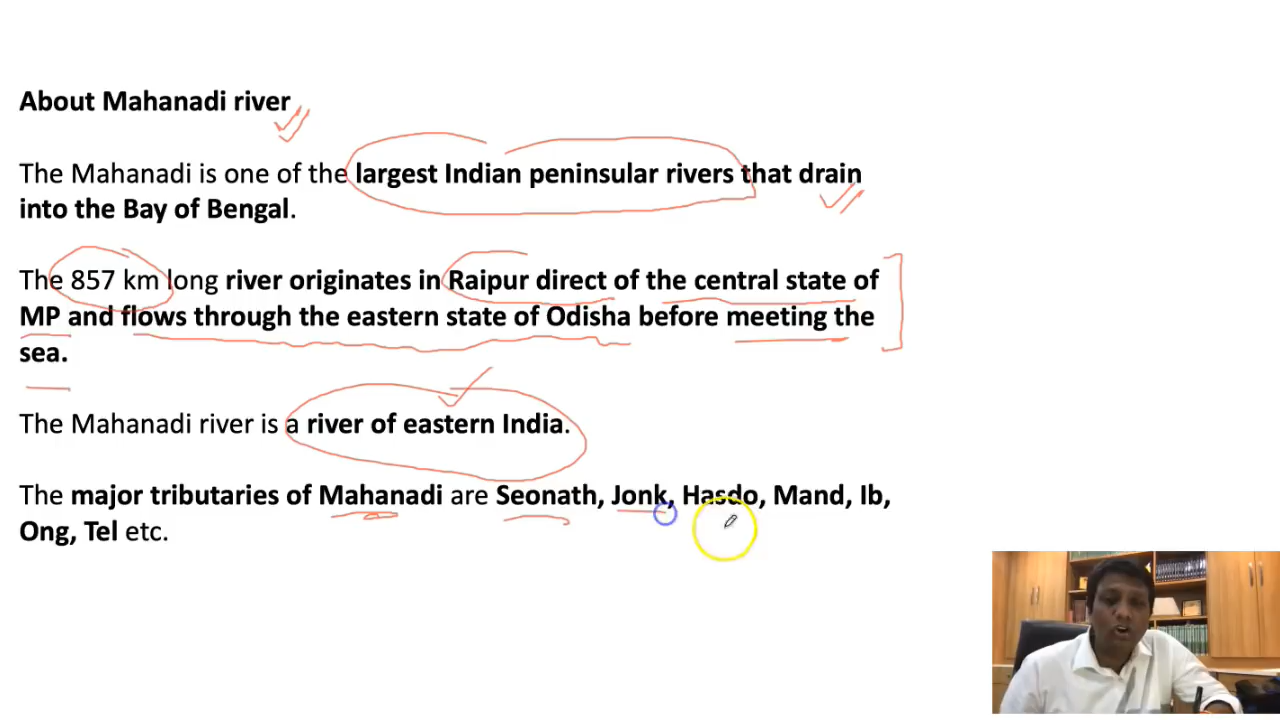 About Mahanadi river
The Mahanadi is one of the largest Indian peninsular rivers that drain
into the Bay of Bengal.
The 857 km long river originates in Raipur direct of the central state of
MP and flows through the eastern state of Odisha before meeting the
sea.
The Mahanadi river is a river of eastern India.
The major tributaries of Mahanadi are Seonath, Jonk, Hasdo, Mand, Ib,
Ong, Tel etc.